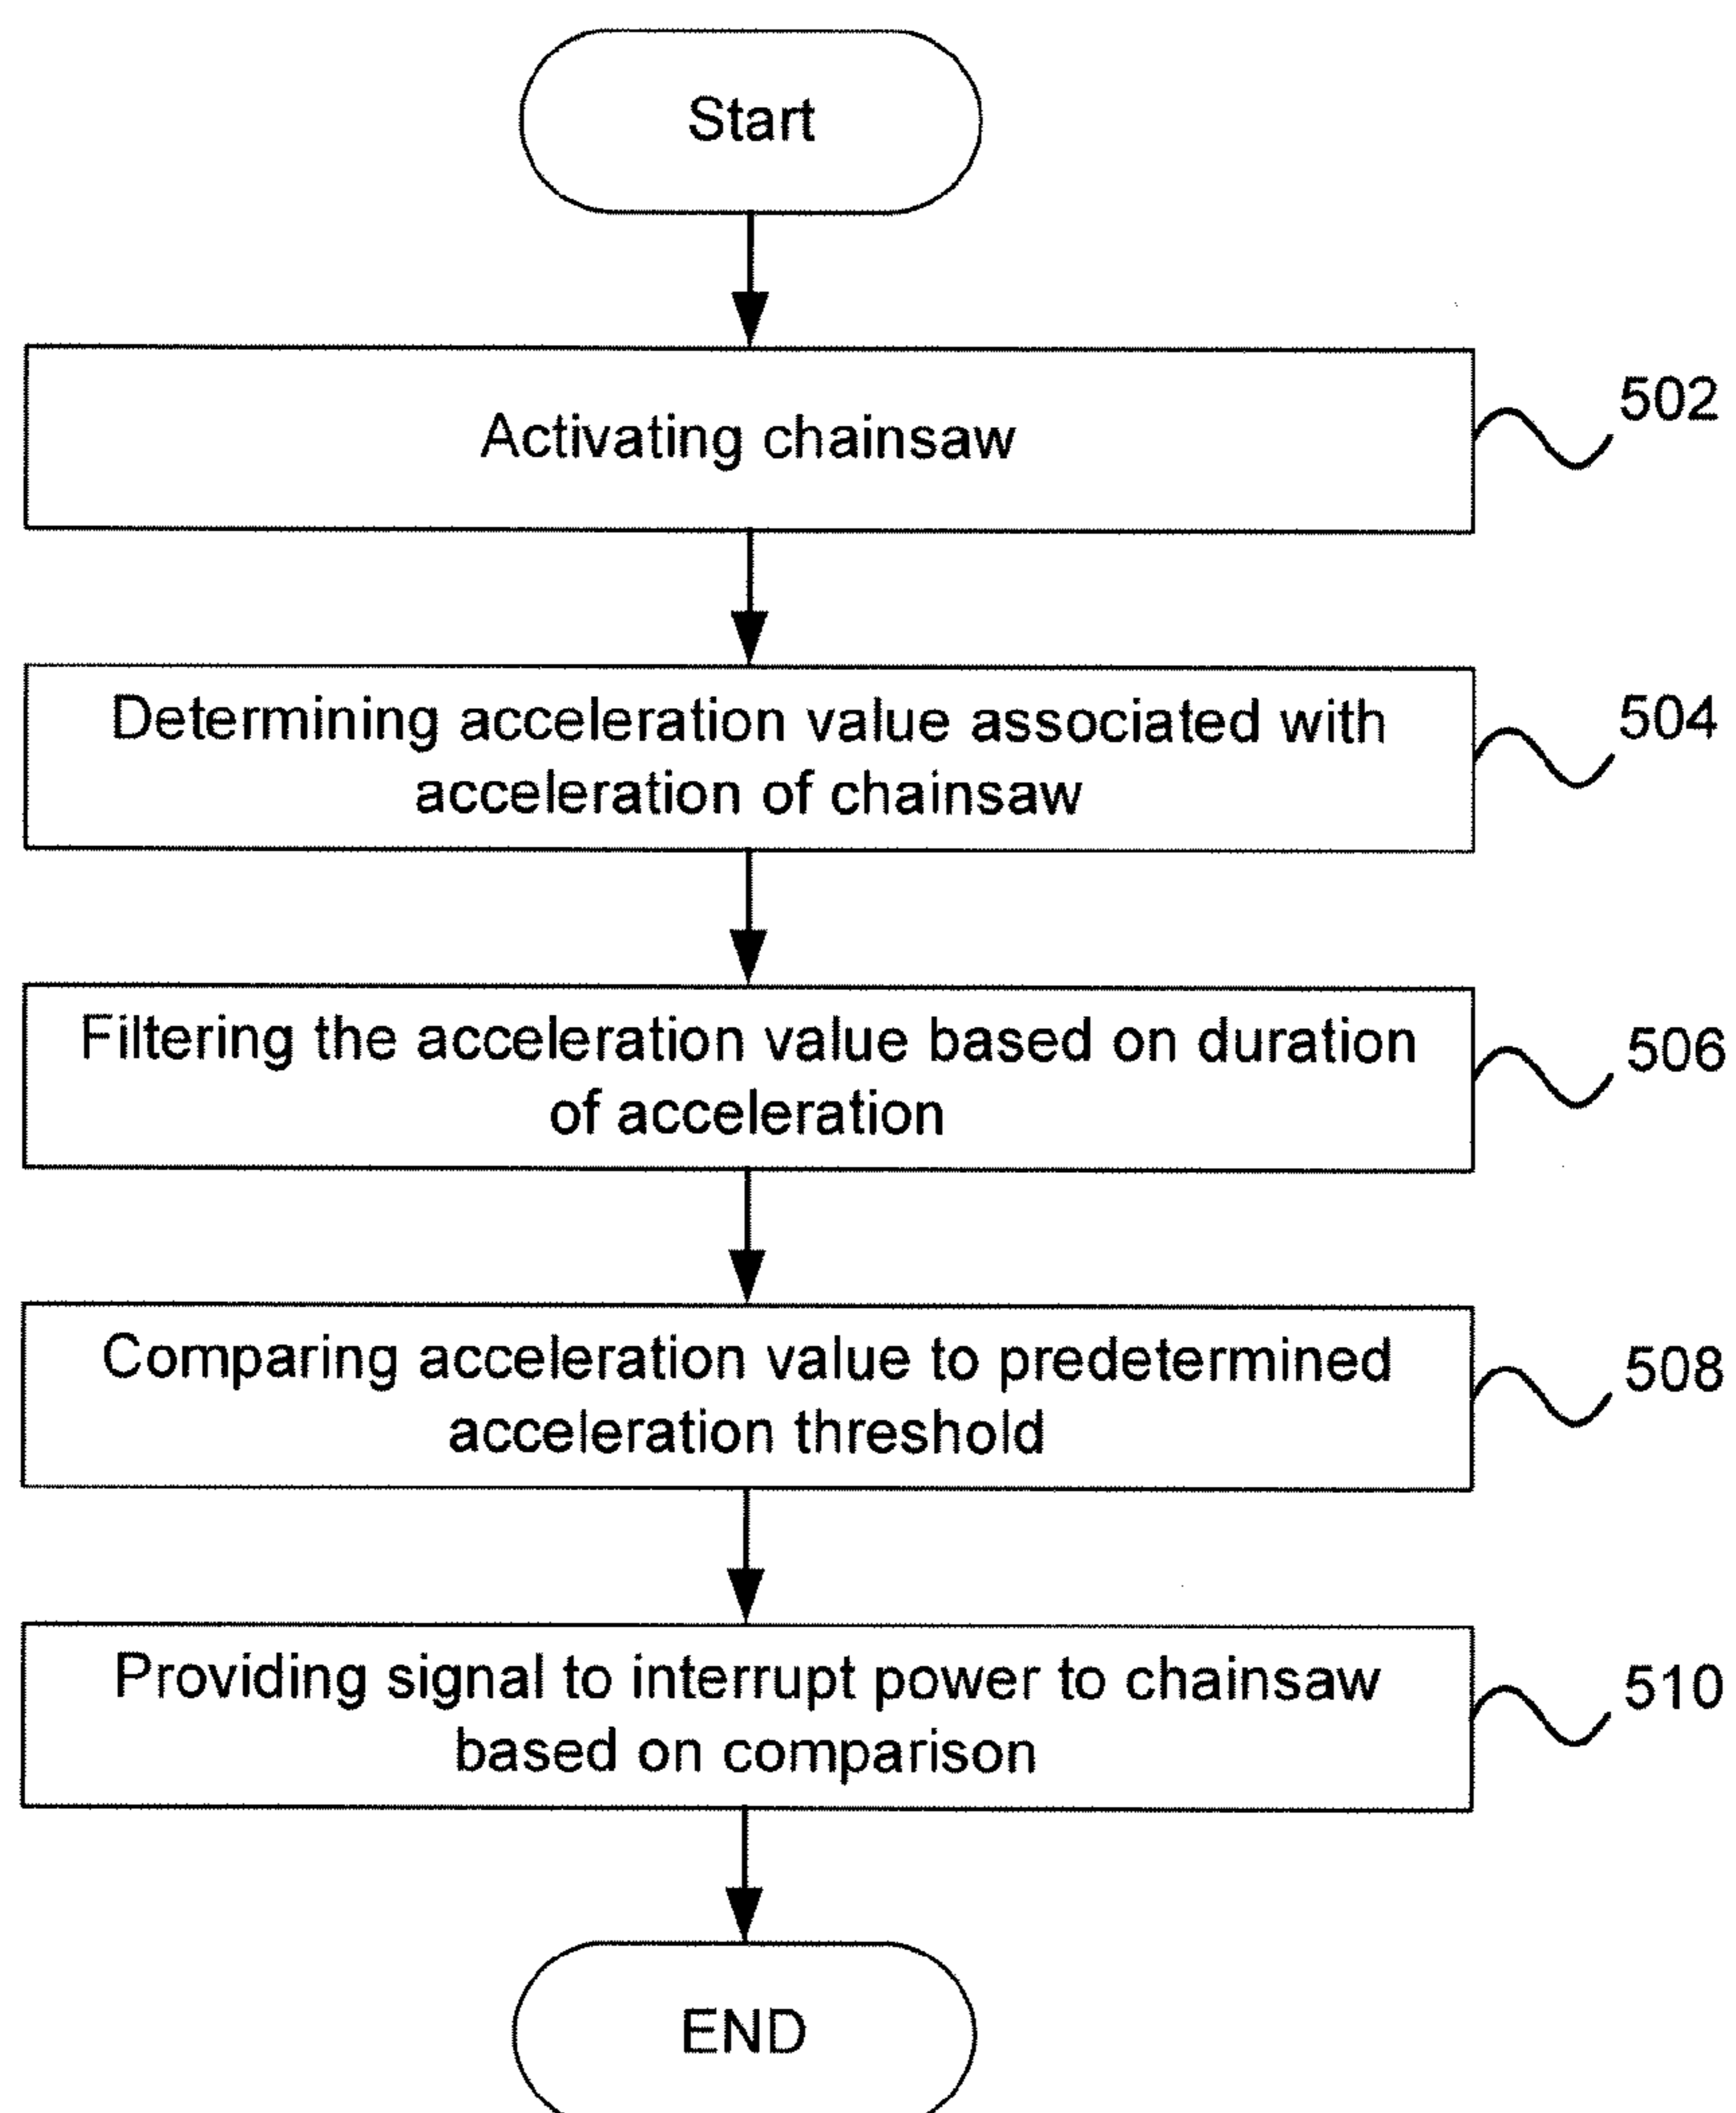 Start
Activating chainsaw
502
Determining acceleration value associated with
acceleration of chainsaw
504
Filtering the acceleration value based on duration
of acceleration
506
Comparing acceleration value to predetermined
acceleration threshold
508
Providing signal to interrupt power to chainsaw
based on comparison
510
END